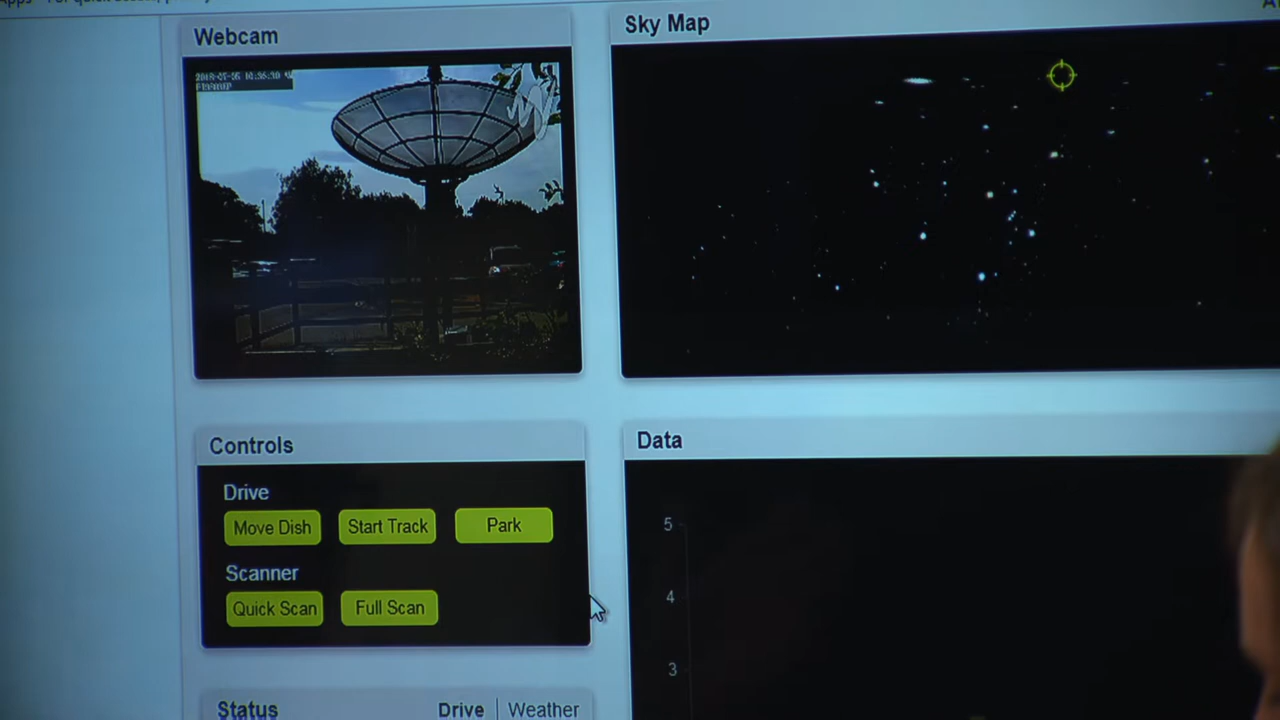 Webcam
Sky Map
Controls
Drive
Move Dish
Start Track
Park
Scanner
Quick Scan
Full Scan
Data
5
4
3
Status
Drive
Weather